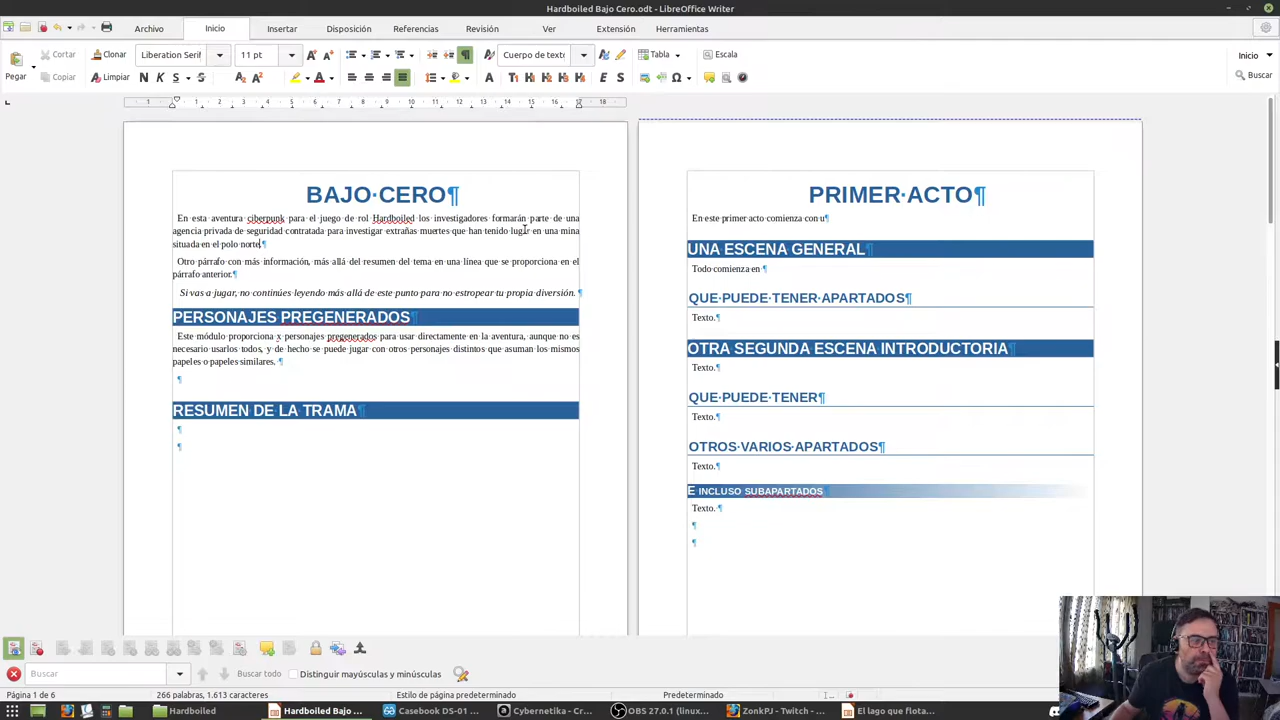 Hardboiled Bajo Cero.odt - LibreOffice Writer
Archivo
Inicio
Insertar
Disposición
Referencias
Revisión
Ver
Extensión
Herramientas
Pegar
Cortar
Copiar
Clonar
Limpiar
Liberation Serif
11 pt
Cuerpo de texto
Tabla
Escala
Inicio
Buscar
BAJO·CERO¶
En esta aventura ciberpunk para el juego de rol Hardboiled los investigadores formarán parte de una
agencia privada de seguridad contratada para investigar extrañas muertes que han tenido lugar en una mina
situada en el polo norte.¶
Otro párrafo con más información, más allá del resumen del tema en una línea que se proporciona en el
párrafo anterior.¶
Si vas a jugar, no continúes leyendo más allá de este punto para no estropear tu propia diversión. ¶
PERSONAJES PREGENERADOS¶
Este módulo proporciona x personajes pregenerados para usar directamente en la aventura, aunque no es
necesario usarlos todos, y de hecho se puede jugar con otros personajes distintos que asuman los mismos
papeles o papeles similares. ¶
¶
RESUMEN DE LA TRAMA¶
¶
¶
PRIMER·ACTO¶
En este primer acto comienza con u¶
UNA ESCENA GENERAL¶
Todo comienza en ¶
QUE·PUEDE·TENER·APARTADOS¶
Texto.¶
OTRA SEGUNDA ESCENA INTRODUCTORIA¶
Texto.¶
QUE·PUEDE·TENER¶
Texto.¶
OTROS·VARIOS·APARTADOS¶
Texto.¶
E INCLUSO SUBAPARTADOS¶
Texto. ¶
¶
¶
Buscar
Buscar todo
Distinguir mayúsculas y minúsculas
Página 1 de 6
266 palabras, 1.613 caracteres
Estilo de página predeterminado
Predeterminado
Hardboiled
Hardboiled Bajo ...
Casebook DS-01 ...
Cybernetika - Cr...
OBS 27.0.1 (linux...
ZonkPJ - Twitch -...
El lago que flota...